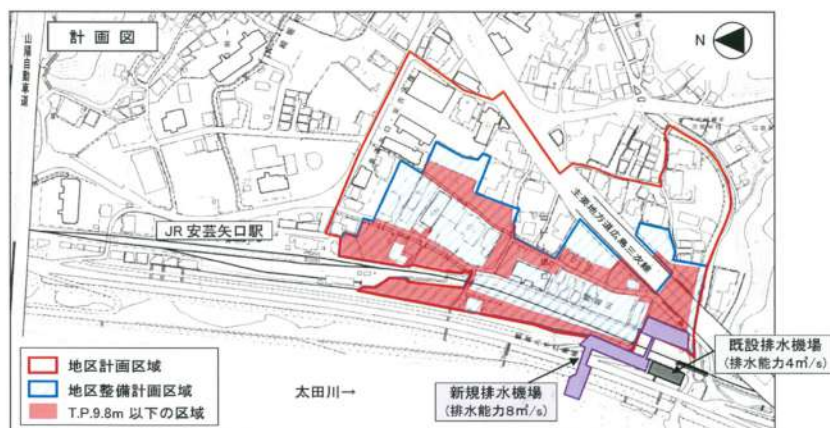 計画図
N
山陽自動車道
JR 安芸矢口駅
主要地方道広島三次線
地区計画区域
地区整備計画区域
T.P.9.8m 以下の区域
太田川→
新規排水機場
(排水能力8㎥/s)
既設排水機場
(排水能力4㎥/s)